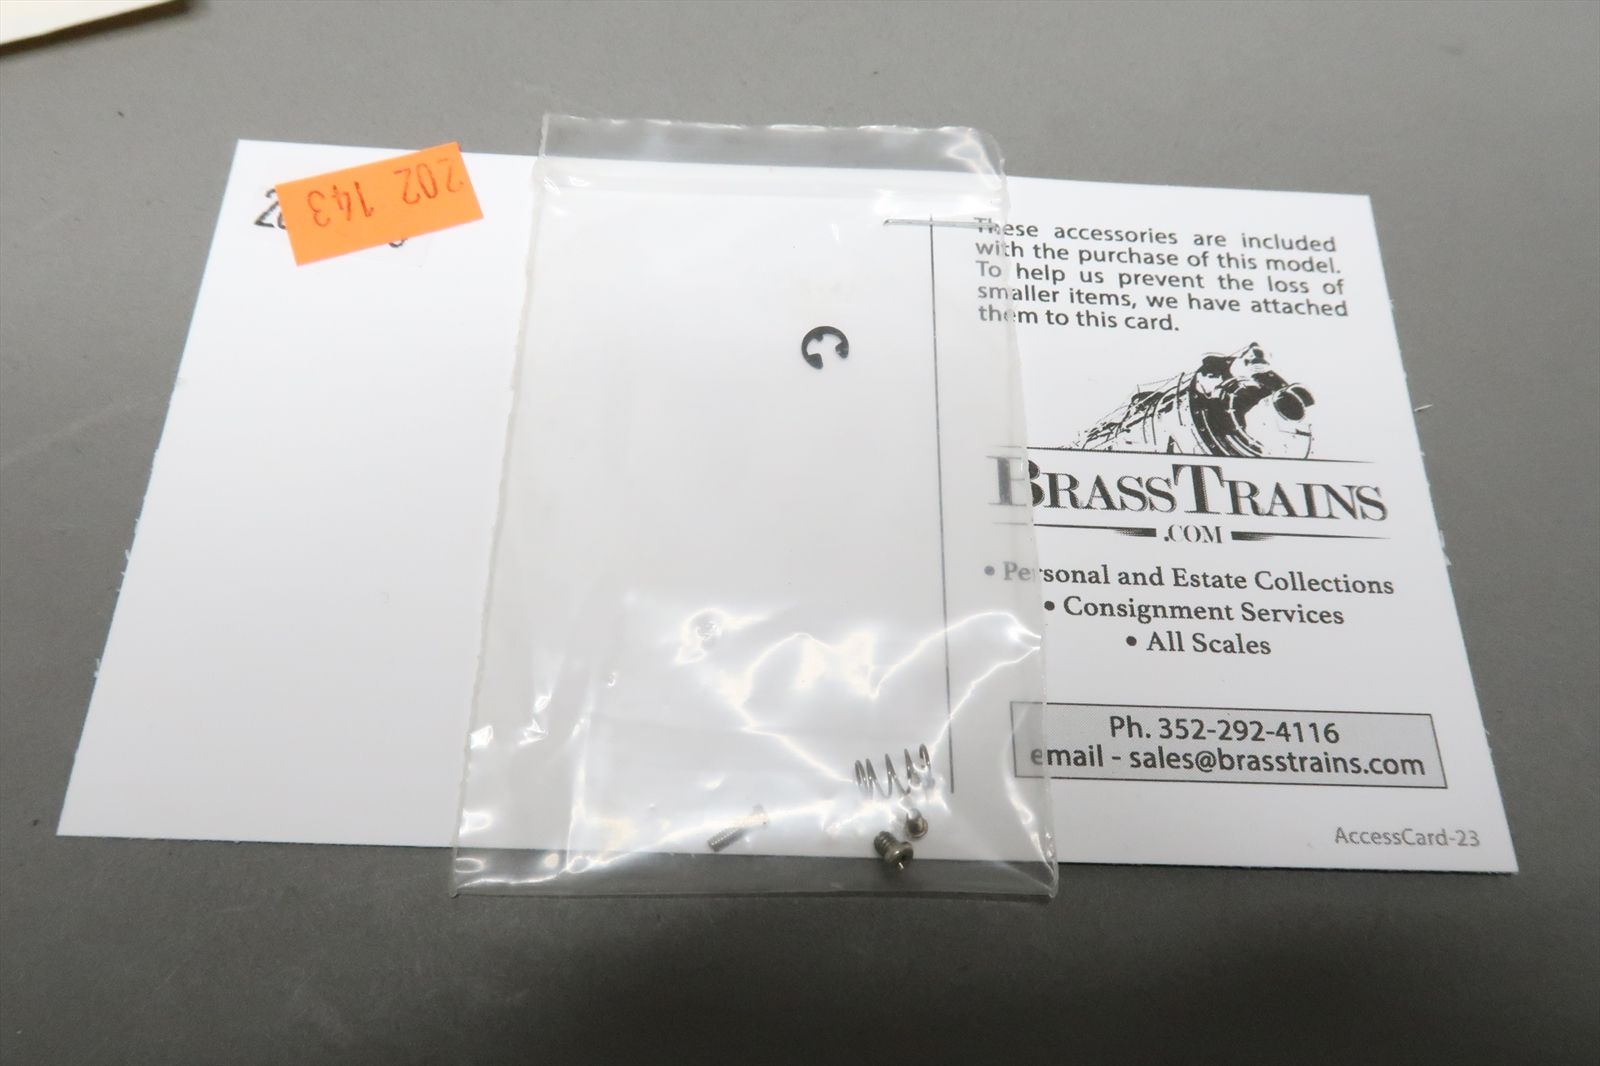 202 143
These accessories are included
with the purchase of this model.
To help us prevent the loss of
smaller items, we have attached
them to this card.
BRASSTRAINS
.COM
• Personal and Estate Collections
• Consignment Services
• All Scales
Ph. 352-292-4116
email - sales@brasstrains.com
AccessCard-23